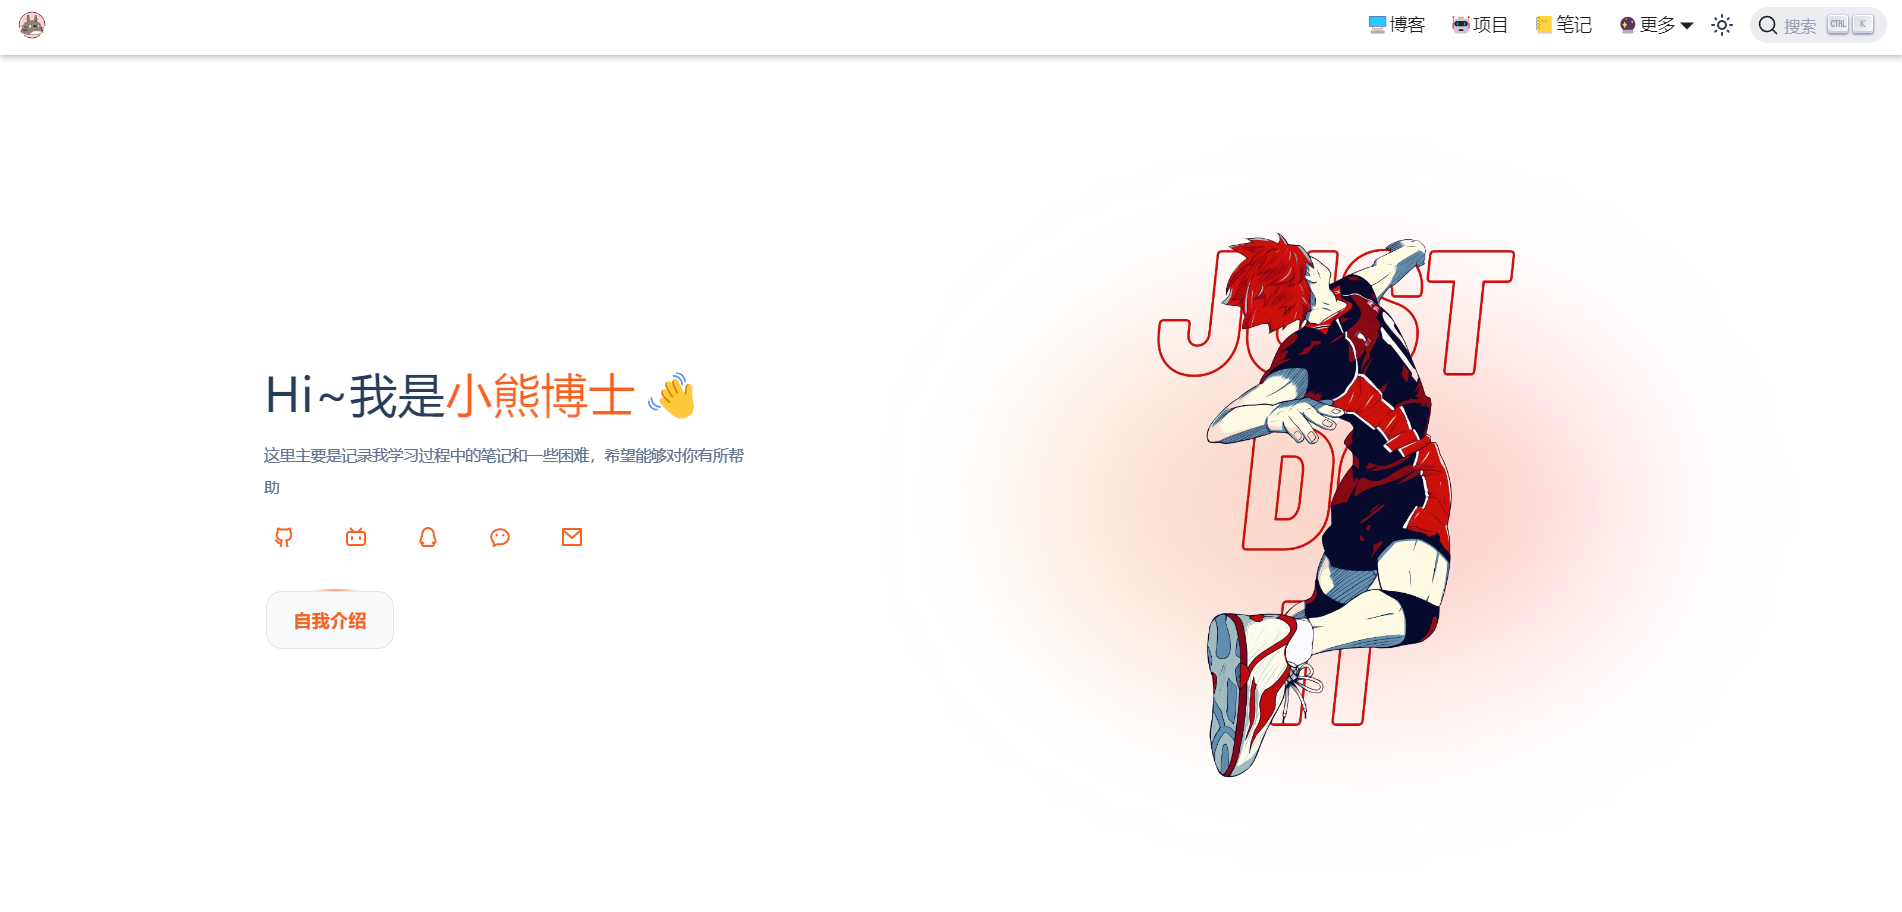 博客
项目
笔记
更多
搜索 CTRL K
JUST
Hi~我是小熊博士
这里主要是记录我学习过程中的笔记和一些困难，希望能够对你有所帮
助
D
IT
自我介绍